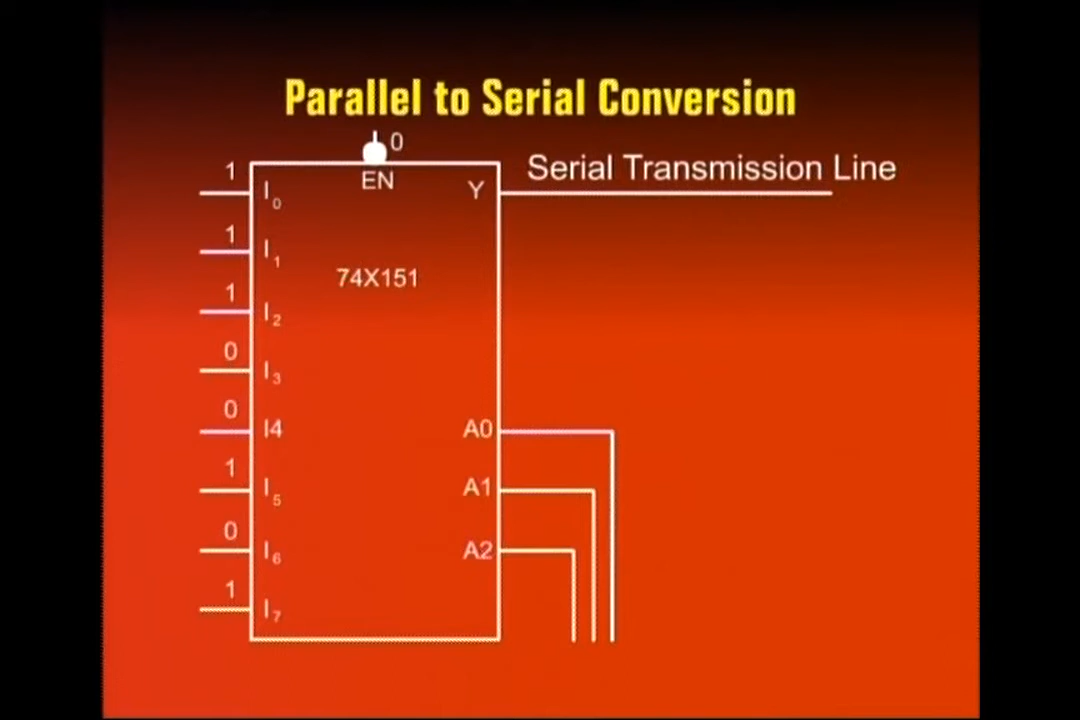 Parallel to Serial Conversion
0
EN
Y
Serial Transmission Line
74X151
1
I0
1
I1
1
I2
0
I3
0
I4
1
I5
0
I6
1
I7
A0
A1
A2